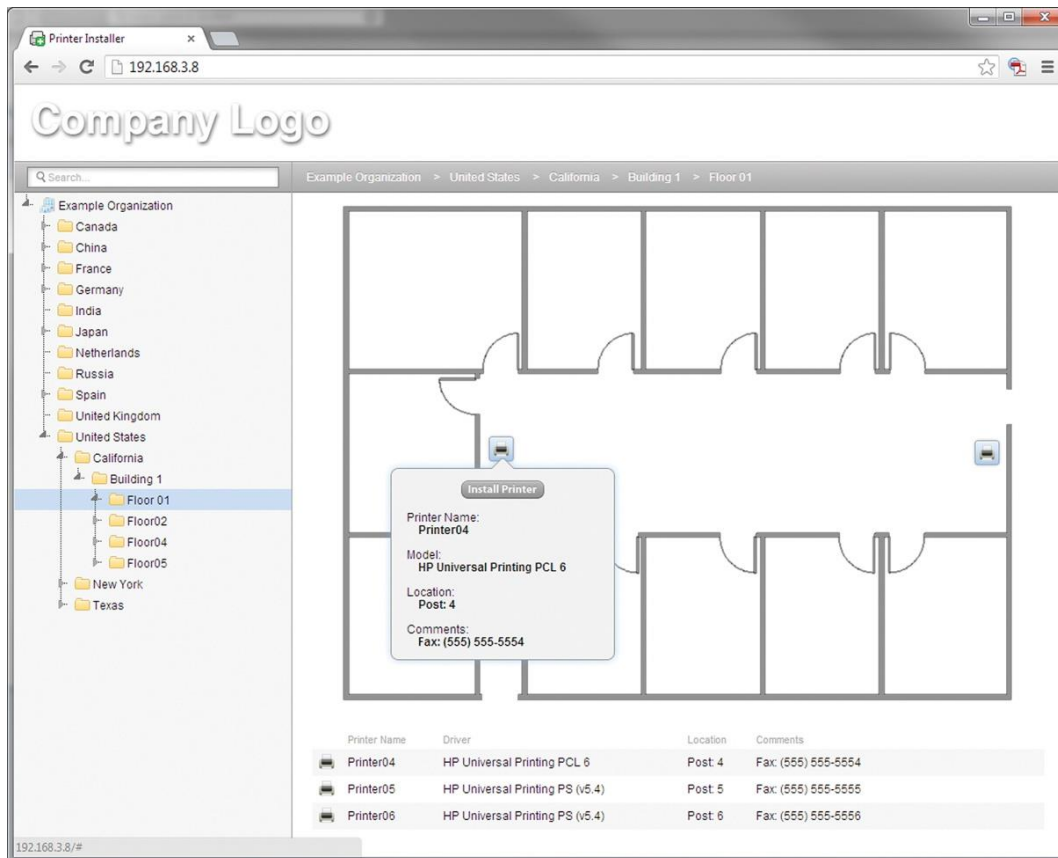 Printer Installer
192.168.3.8
Company Logo
Search...
Example Organization > United States > California > Building 1 > Floor 01
Example Organization
Canada
China
France
Germany
India
Japan
Netherlands
Russia
Spain
United Kingdom
United States
California
Building 1
Floor 01
Floor02
Floor04
Floor05
New York
Texas
Install Printer
Printer Name:
Printer04
Model:
HP Universal Printing PCL 6
Location:
Post: 4
Comments:
Fax: (555) 555-5554
Printer Name Driver Location Comments
Printer04 HP Universal Printing PCL 6 Post: 4 Fax: (555) 555-5554
Printer05 HP Universal Printing PS (v5.4) Post: 5 Fax: (555) 555-5555
Printer06 HP Universal Printing PS (v5.4) Post: 6 Fax: (555) 555-5556
192.168.3.8/#